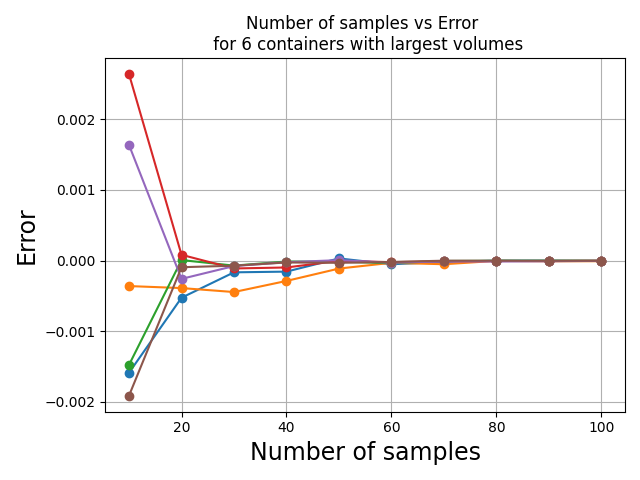 Number of samples vs Error
for 6 containers with largest volumes
Error
0.002
0.001
0.000
−0.001
−0.002
20 40 60 80 100
Number of samples